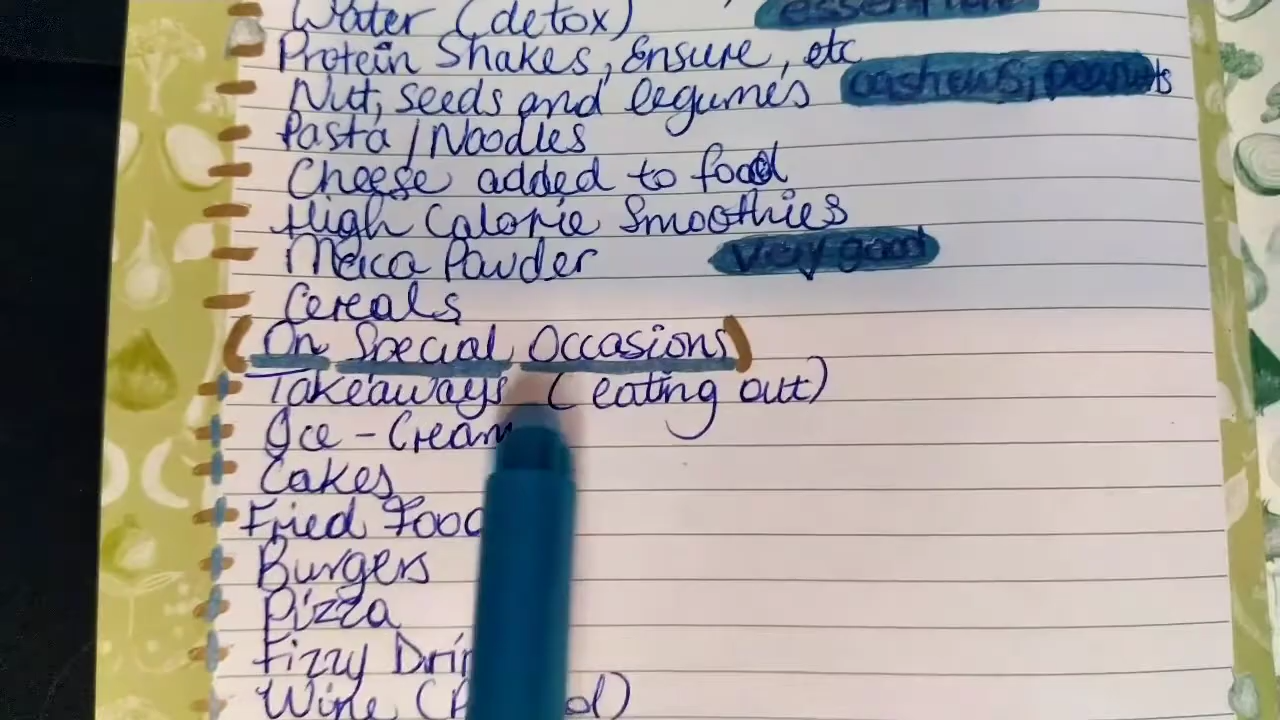 Water (detox) essential
Protein Shakes, Ensure, etc
Nut, seeds and legumes cashews, peanuts
Pasta / Noodles
Cheese added to food
High Calorie Smoothies
Maca Powder very good
Cereals
(On Special Occasions)
Takeaways (eating out)
Ice-Cream
Cakes
Fried Food
Burgers
Pizza
Fizzy
Wine